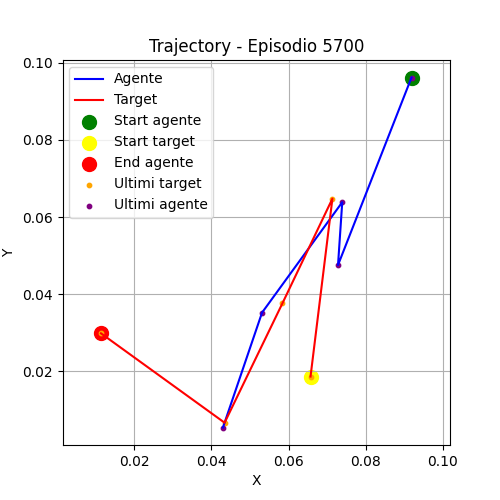 Trajectory - Episodio 5700
Agente
Target
Start agente
Start target
End agente
Ultimi target
Ultimi agente
0.10
0.08
0.06
0.04
0.02
Y
0.02
0.04
0.06
0.08
0.10
X